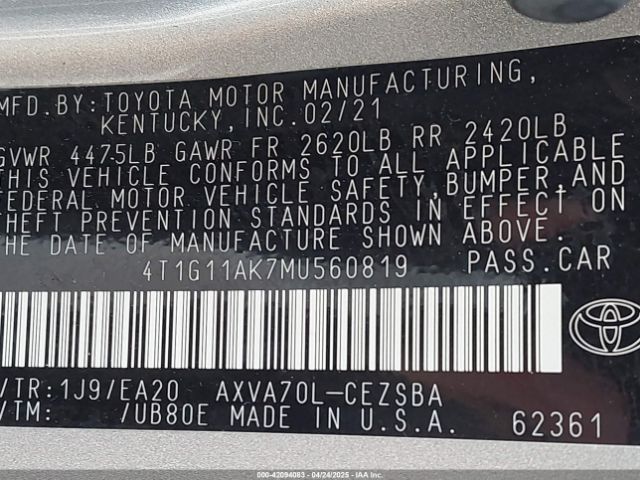 MFD.BY:TOYOTA MOTOR MANUFACTURING,
KENTUCKY, INC. 02/21
GVWR 4475LB GAWR FR 2620LB RR 2420LB
THIS VEHICLE CONFORMS TO ALL APPLICABLE
FEDERAL MOTOR VEHICLE SAFETY,BUMPER,AND
THEFT PREVENTION STANDARDS IN EFFECT ON
THE DATE OF MANUFACTURE SHOWN ABOVE.
4T1G11AK7MU560819 PASS.CAR
/TR:1J9/EA20 AXVA70L-CEZSBA
/TM: /UB80E MADE IN U.S.A. 62361
000-42094083 - 04/24/2025 - IAAI.COM